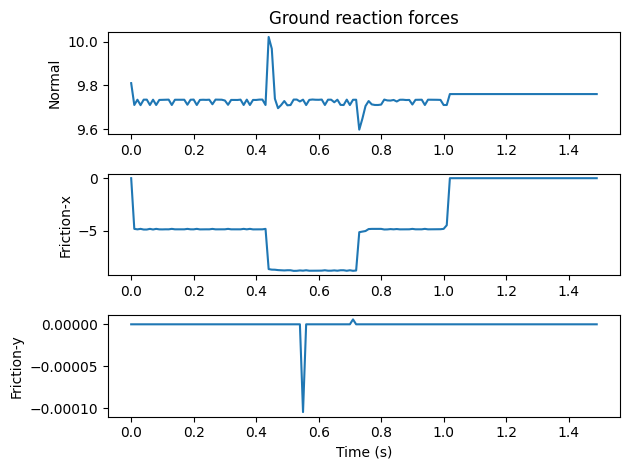 Ground reaction forces
Normal
10.0
9.8
9.6
0.0 0.2 0.4 0.6 0.8 1.0 1.2 1.4
Friction-x
0
−5
0.0 0.2 0.4 0.6 0.8 1.0 1.2 1.4
Friction-y
0.00000
−0.00005
−0.00010
0.0 0.2 0.4 0.6 0.8 1.0 1.2 1.4
Time (s)